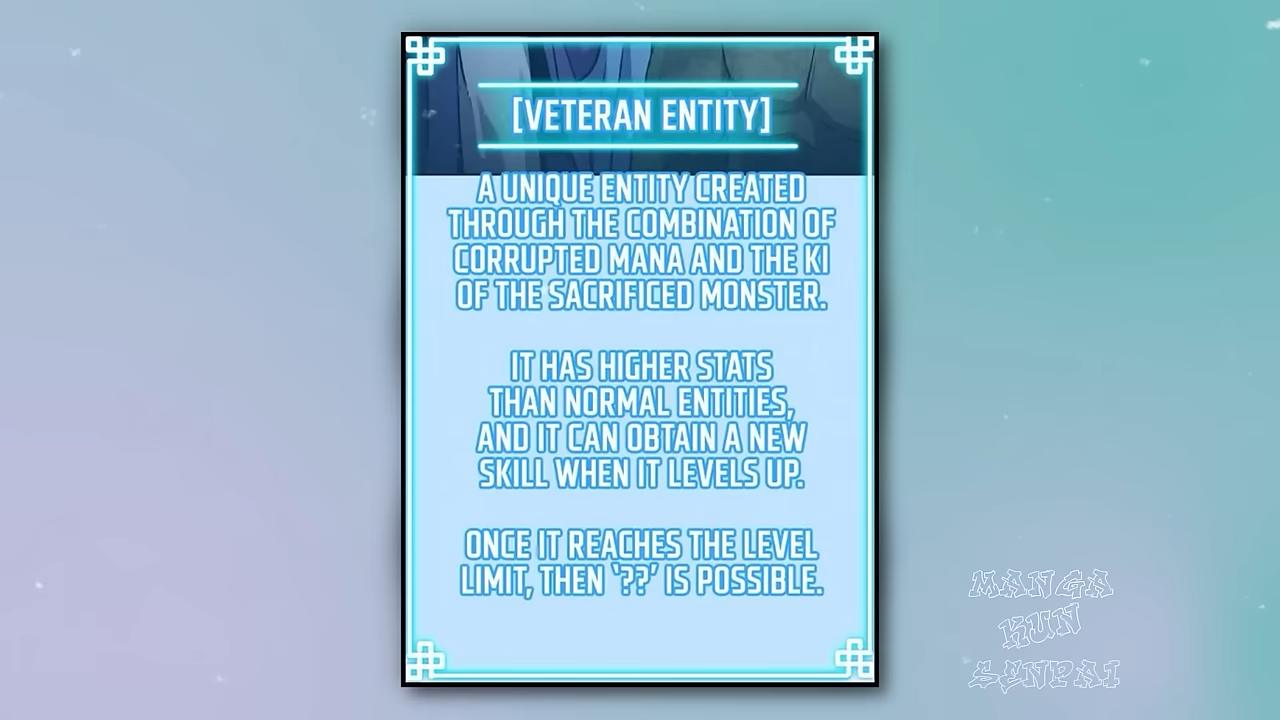 [VETERAN ENTITY]
A UNIQUE ENTITY CREATED
THROUGH THE COMBINATION OF
CORRUPTED MANA AND THE KI
OF THE SACRIFICED MONSTER.
IT HAS HIGHER STATS
THAN NORMAL ENTITIES,
AND IT CAN OBTAIN A NEW
SKILL WHEN IT LEVELS UP.
ONCE IT REACHES THE LEVEL
LIMIT, THEN '??' IS POSSIBLE.
MANGA
KUN
SENPAI